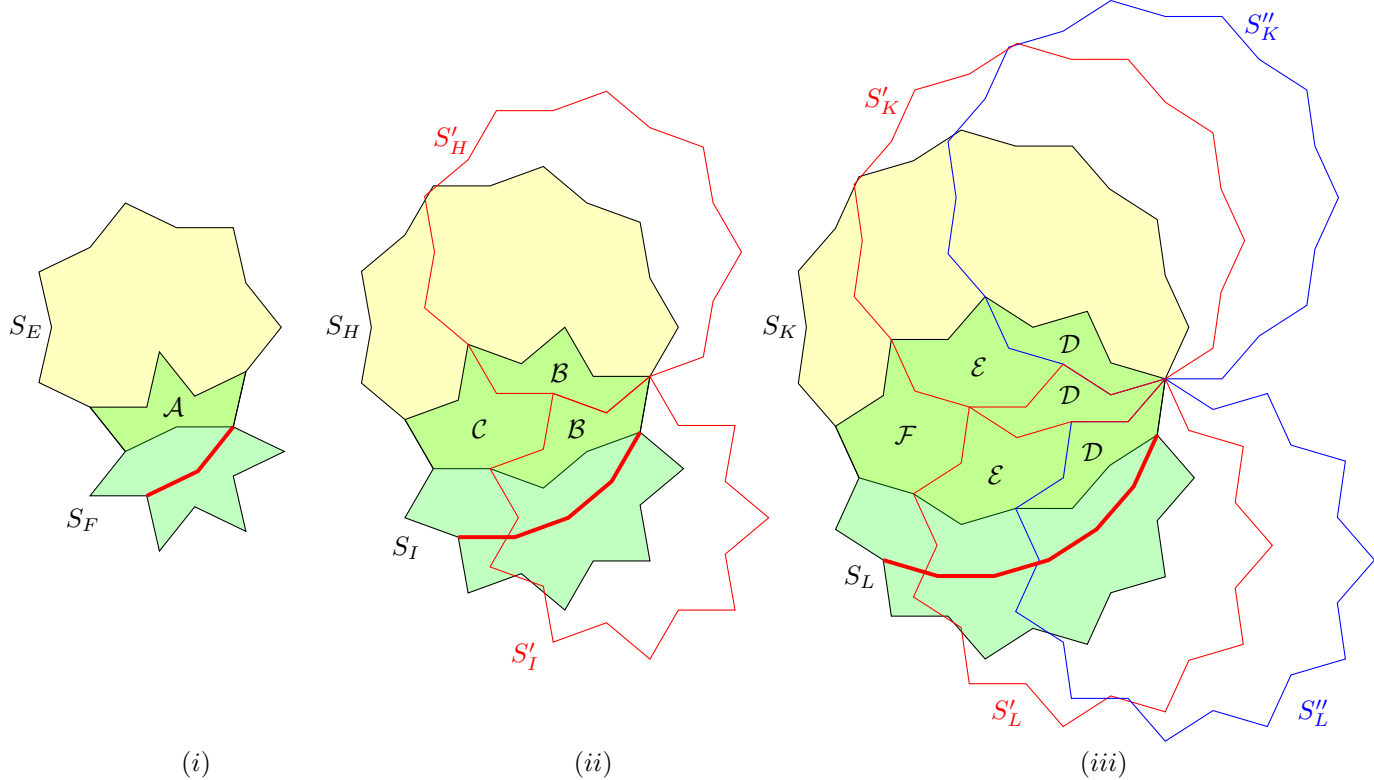 S''_K
S'_K
S'_H
S_E
S_H
S_K
𝒟
ℬ
ℰ
𝒜
𝒟
𝒞
ℬ
ℱ
𝒟
ℰ
S_F
S_I
S_L
S'_I
S'_L
S''_L
(i)
(ii)
(iii)